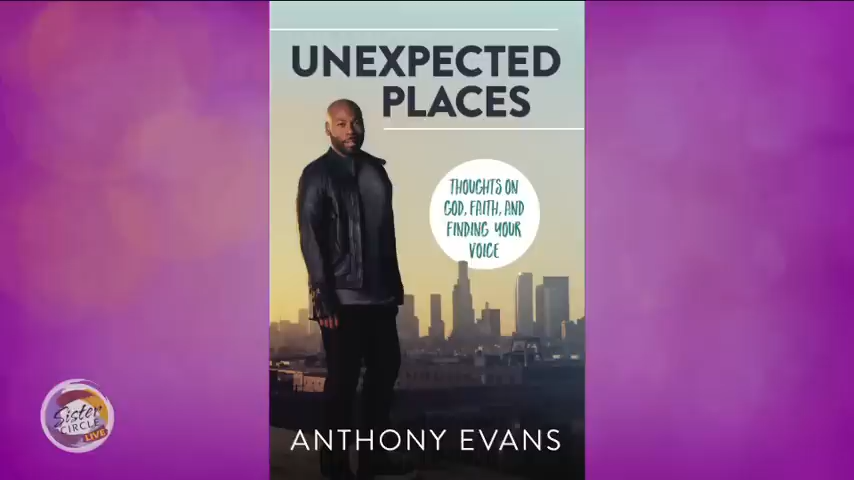 UNEXPECTED
PLACES
THOUGHTS ON
GOD, FAITH, AND
FINDING YOUR
VOICE
ANTHONY EVANS
Sister
CIRCLE
LIVE